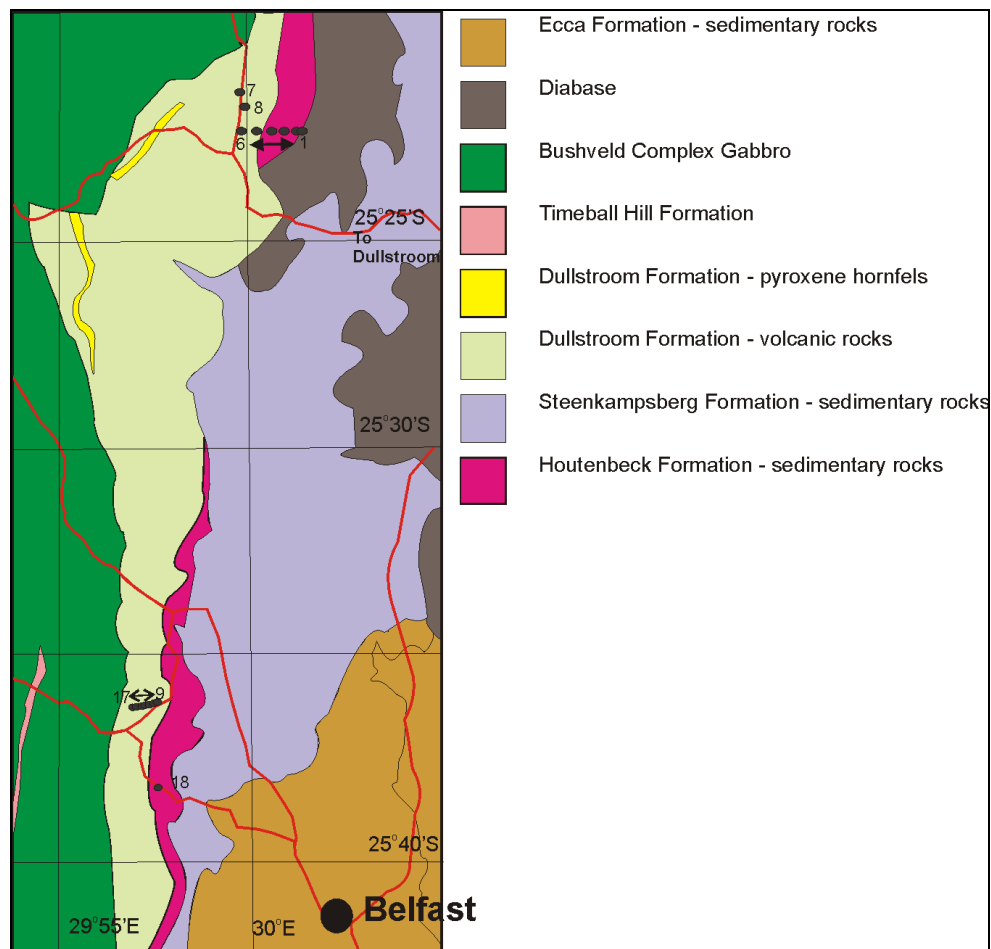 7
8
6
1
25°25'S
To
Dullstroom
25°30'S
17
9
18
25°40'S
Belfast
29°55'E
30°E
Ecca Formation - sedimentary rocks
Diabase
Bushveld Complex Gabbro
Timeball Hill Formation
Dullstroom Formation - pyroxene hornfels
Dullstroom Formation - volcanic rocks
Steenkampsberg Formation - sedimentary rocks
Houtenbeck Formation - sedimentary rocks